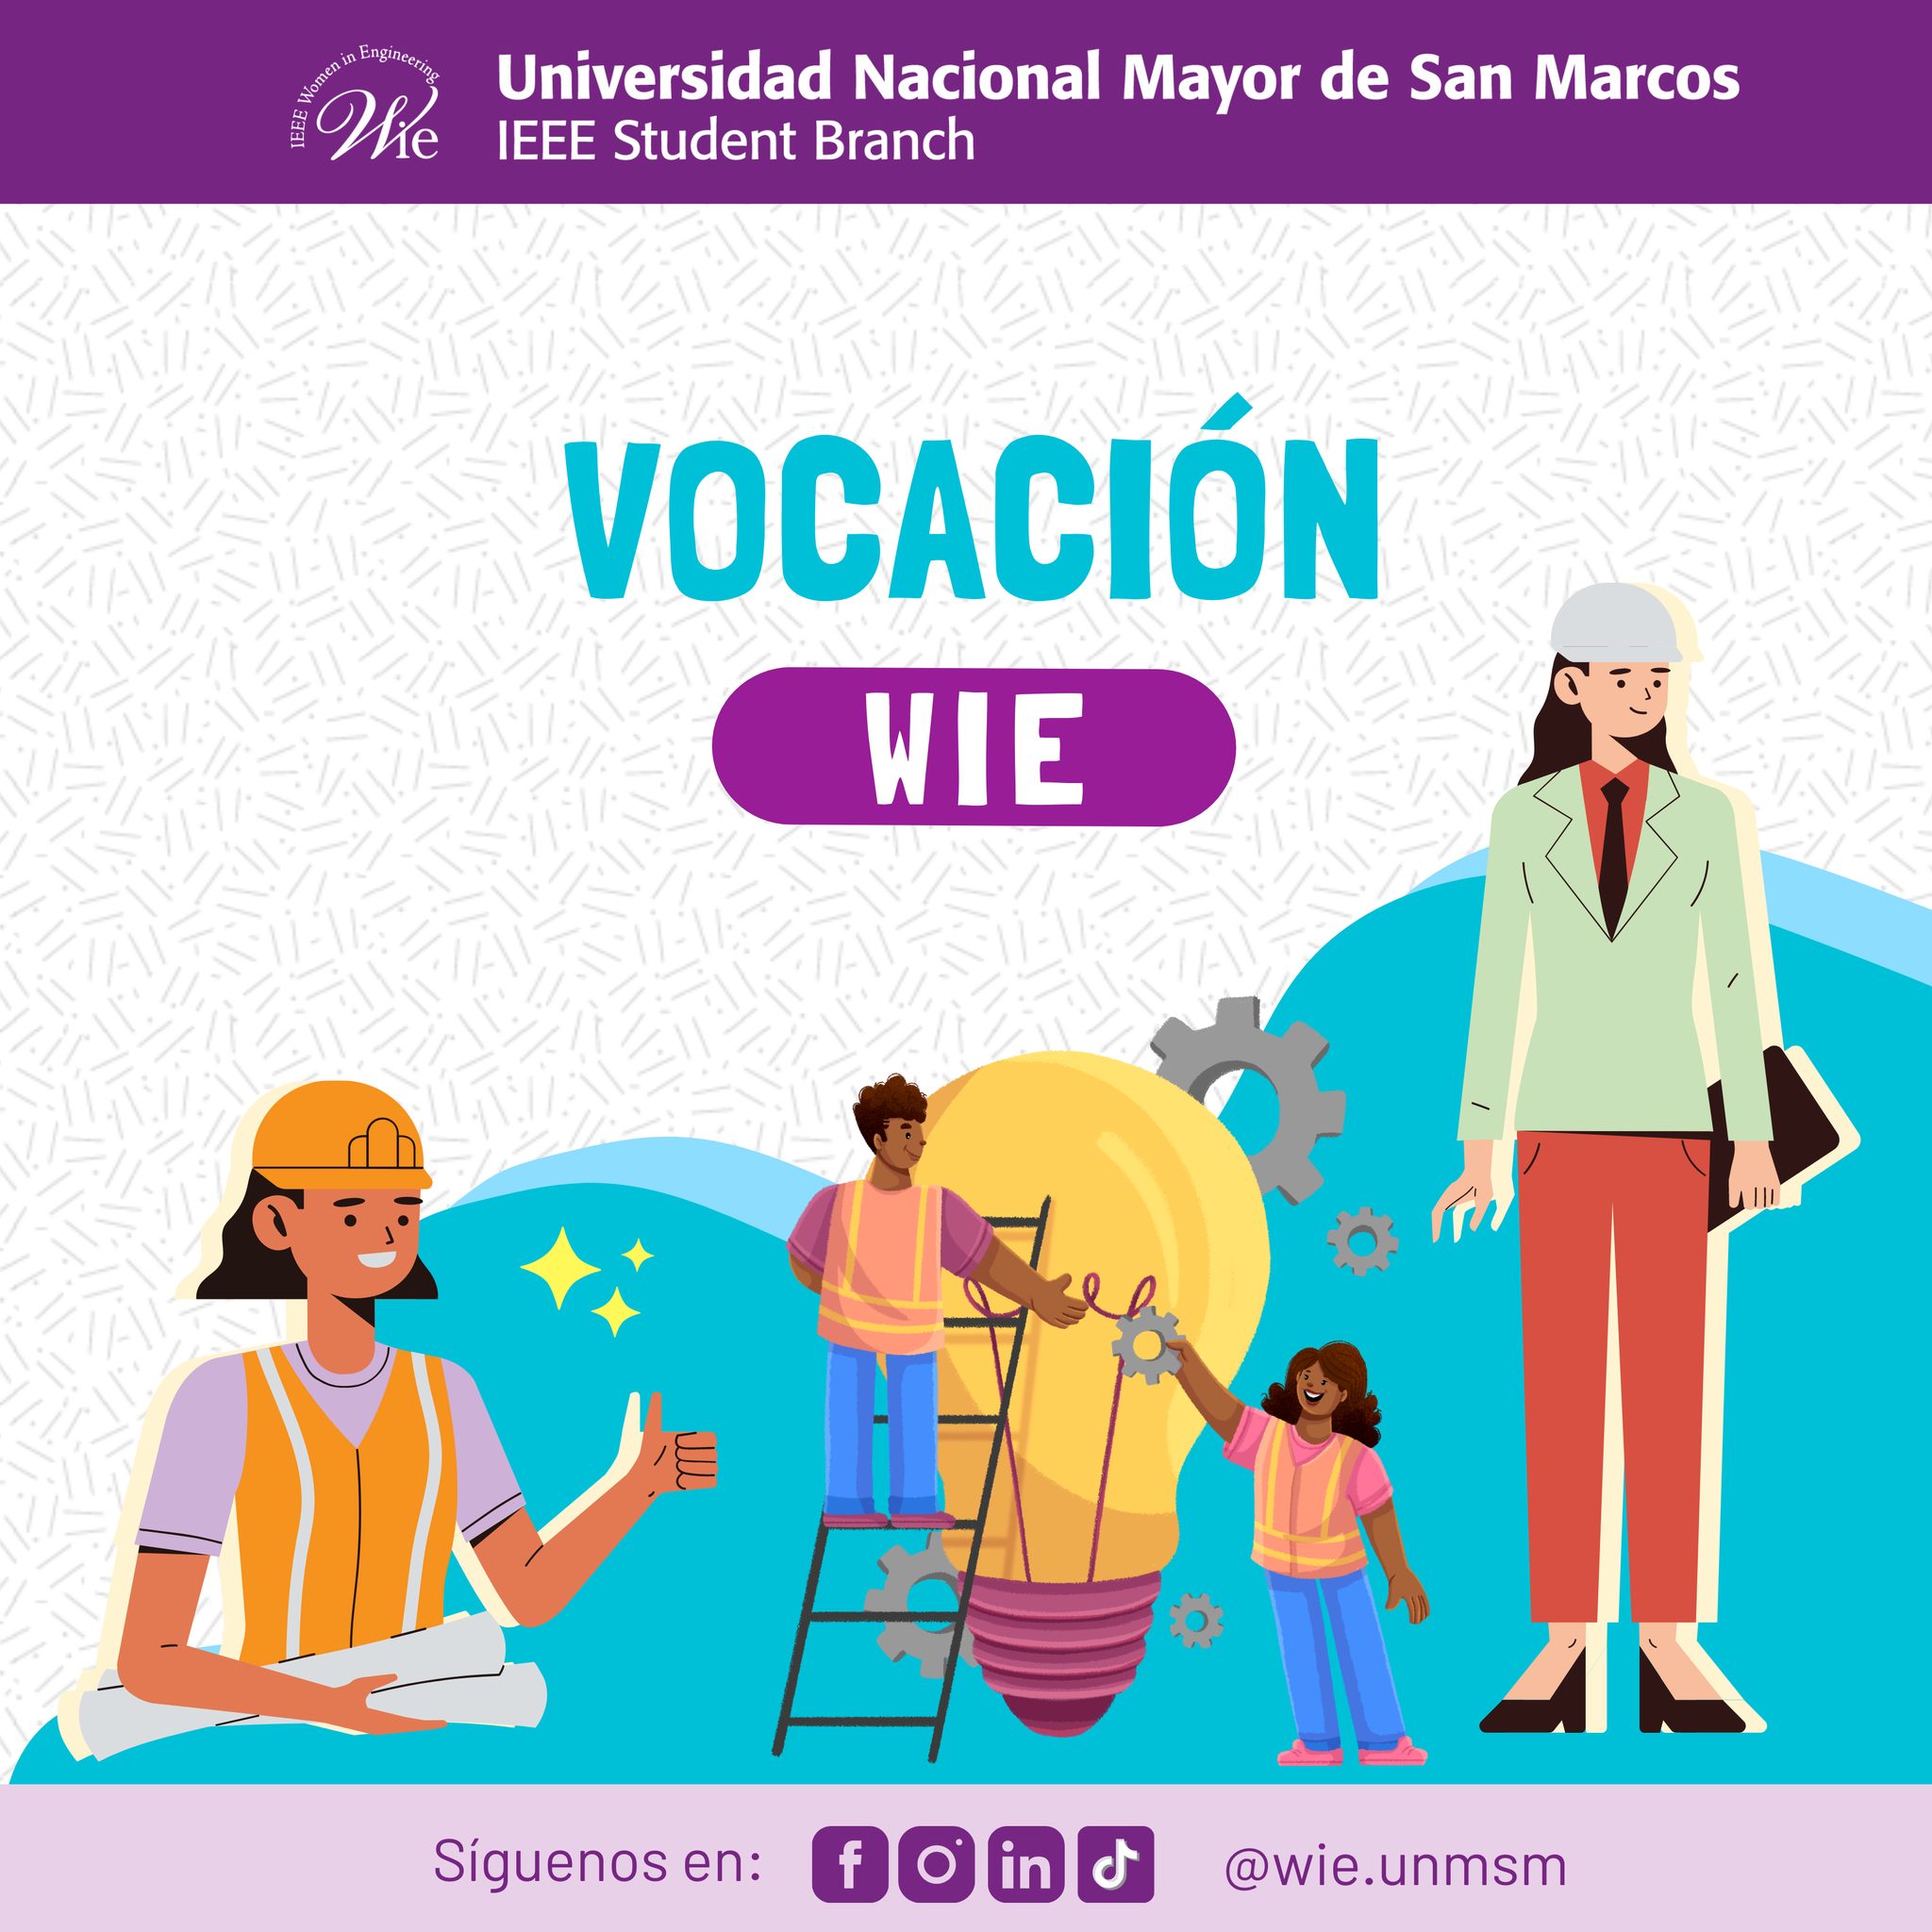 IEEE Women in Engineering
Wie
Universidad Nacional Mayor de San Marcos
IEEE Student Branch
VOCACIÓN
WIE
Síguenos en:
@wie.unmsm